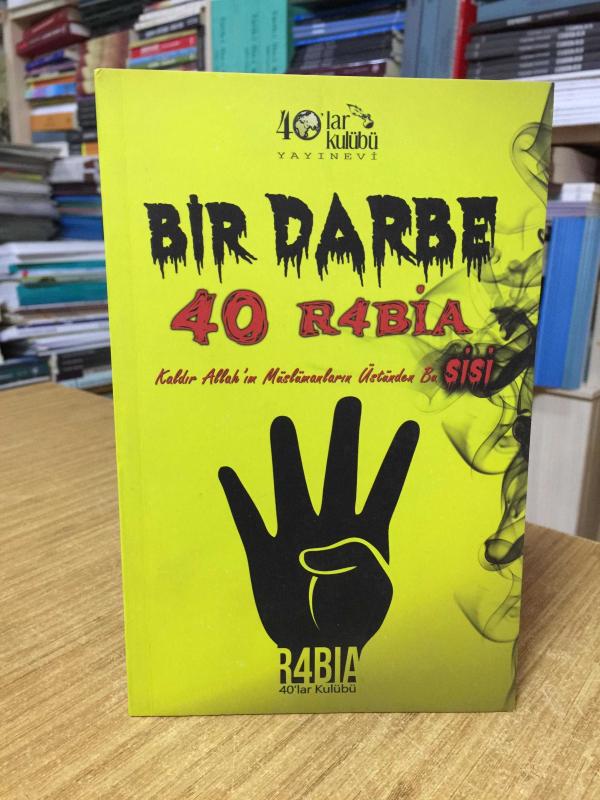 40'lar
kulübü
YAYINEVİ
BİR DARBE
40 R4BİA
Kaldır Allah'ım Müslümanların Üstünden Bu SİSİ
R4BIA
40'lar Kulübü